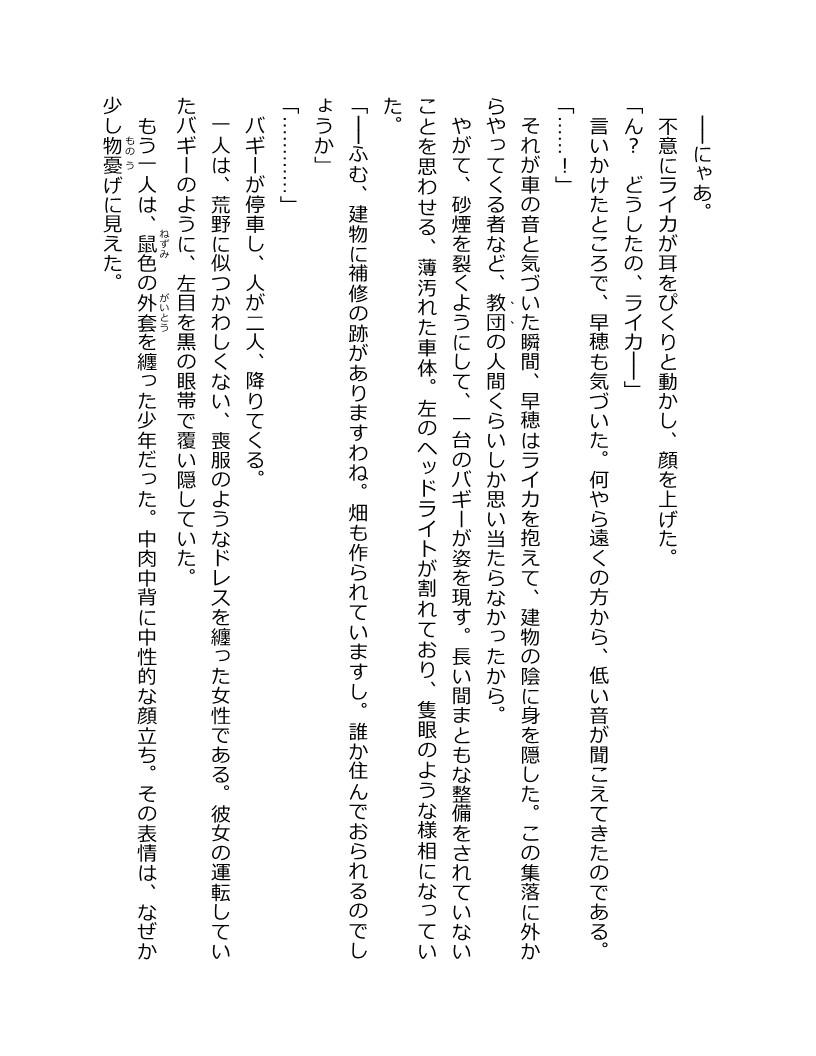 ――にゃあ。
不意にライカが耳をぴくりと動かし、顔を上げた。
「ん?　どうしたの、ライカ――」
言いかけたところで、早穂も気づいた。何やら遠くの方から、低い音が聞こえてきたのである。
「……！」
それが車の音と気づいた瞬間、早穂はライカを抱えて、建物の陰に身を隠した。この集落に外か
らやってくる者など、教団の人間くらいしか思い当たらなかったから。
やがて、砂煙を裂くようにして、一台のバギーが姿を現す。長い間まともな整備をされていない
ことを思わせる、薄汚れた車体。左のヘッドライトが割れており、隻眼のような様相になってい
た。
「――ふむ、建物に補修の跡がありますわね。畑も作られていますし。誰か住んでおられるのでし
ょうか」
「…………」
バギーが停車し、人が二人、降りてくる。
一人は、荒野に似つかわしくない、喪服のようなドレスを纏った女性である。彼女の運転してい
たバギーのように、左目を黒の眼帯で覆い隠していた。
もう一人は、鼠色の外套を纏った少年だった。中肉中背に中性的な顔立ち。その表情は、なぜか
ねずみ
がいとう
少し物憂げに見えた。
ものう